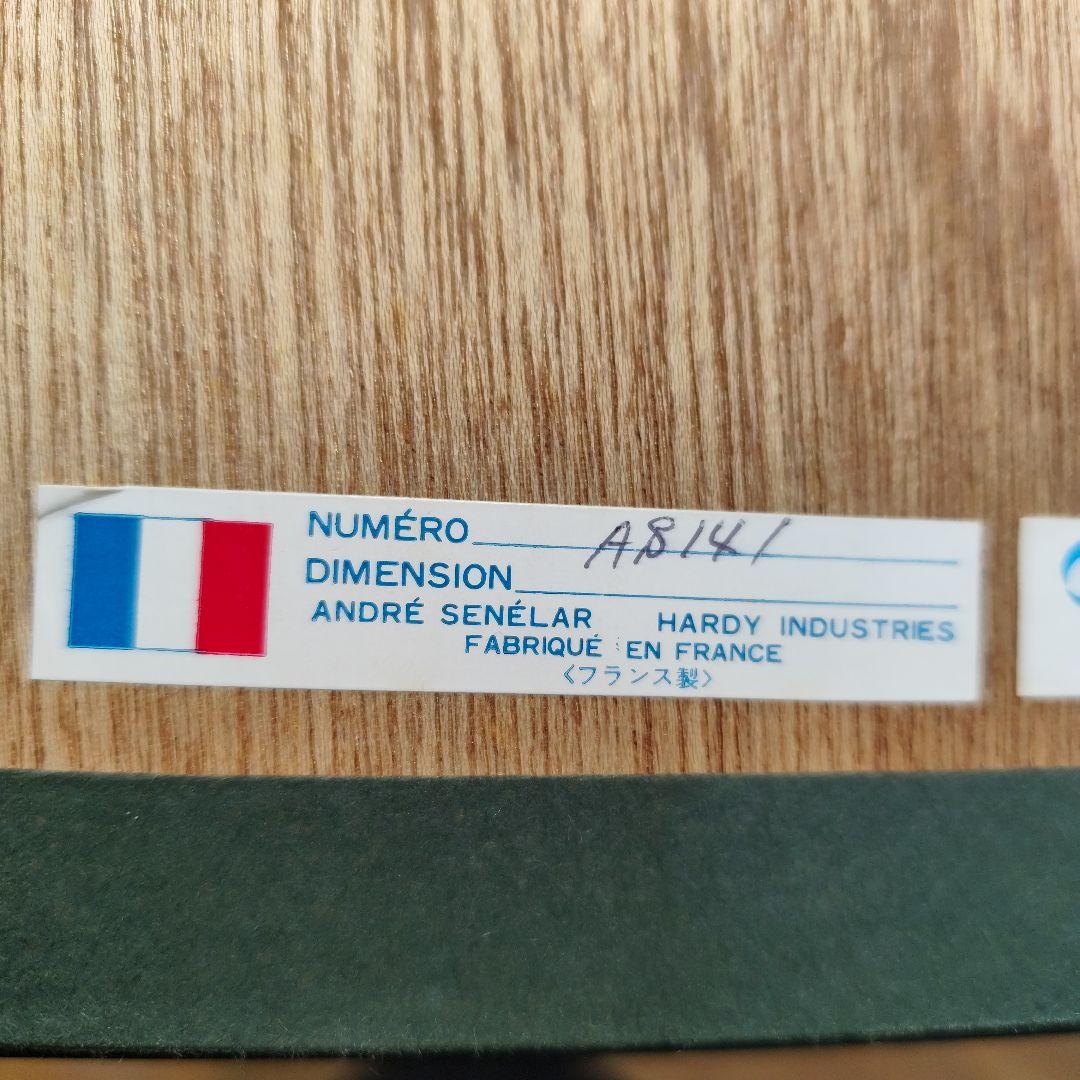 NUMÉRO A8141
DIMENSION
ANDRÉ SENÉLAR HARDY INDUSTRIES
FABRIQUÉ EN FRANCE
〈フランス製〉